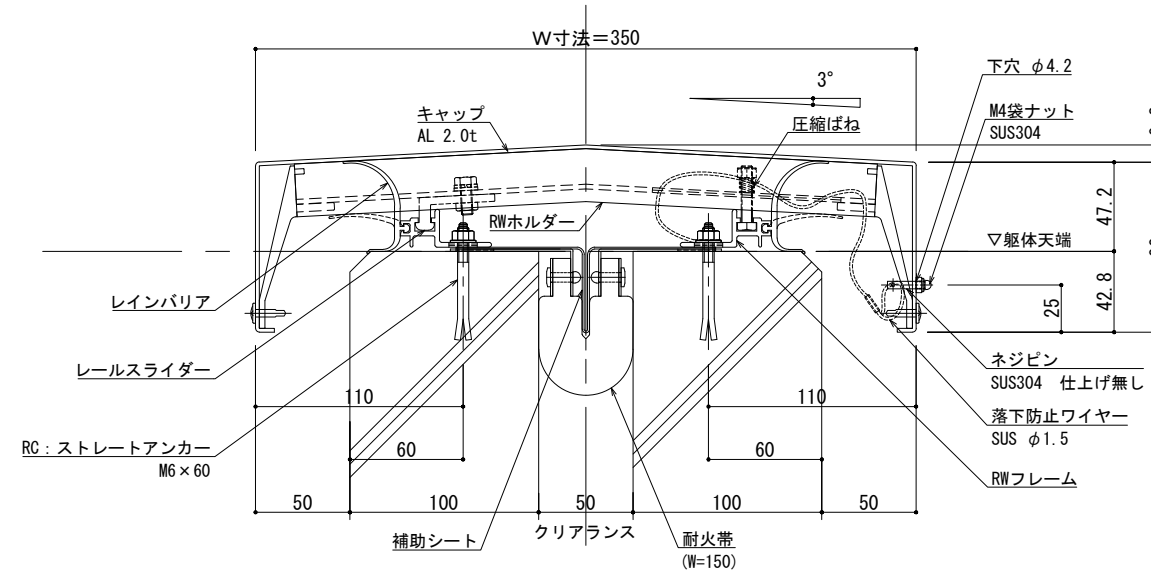 W寸法=350
3°
下穴 φ4.2
キャップ
AL 2.0t
圧縮ばね
M4袋ナット
SUS304
47.2
RWホルダー
▽躯体天端
レインバリア
25
42.8
レールスライダー
ネジピン
SUS304 仕上げ無し
110
110
落下防止ワイヤー
SUS φ1.5
RC：ストレートアンカー
M6×60
60
60
RWフレーム
50
100
50
100
50
クリアランス
補助シート
耐火帯
(W=150)